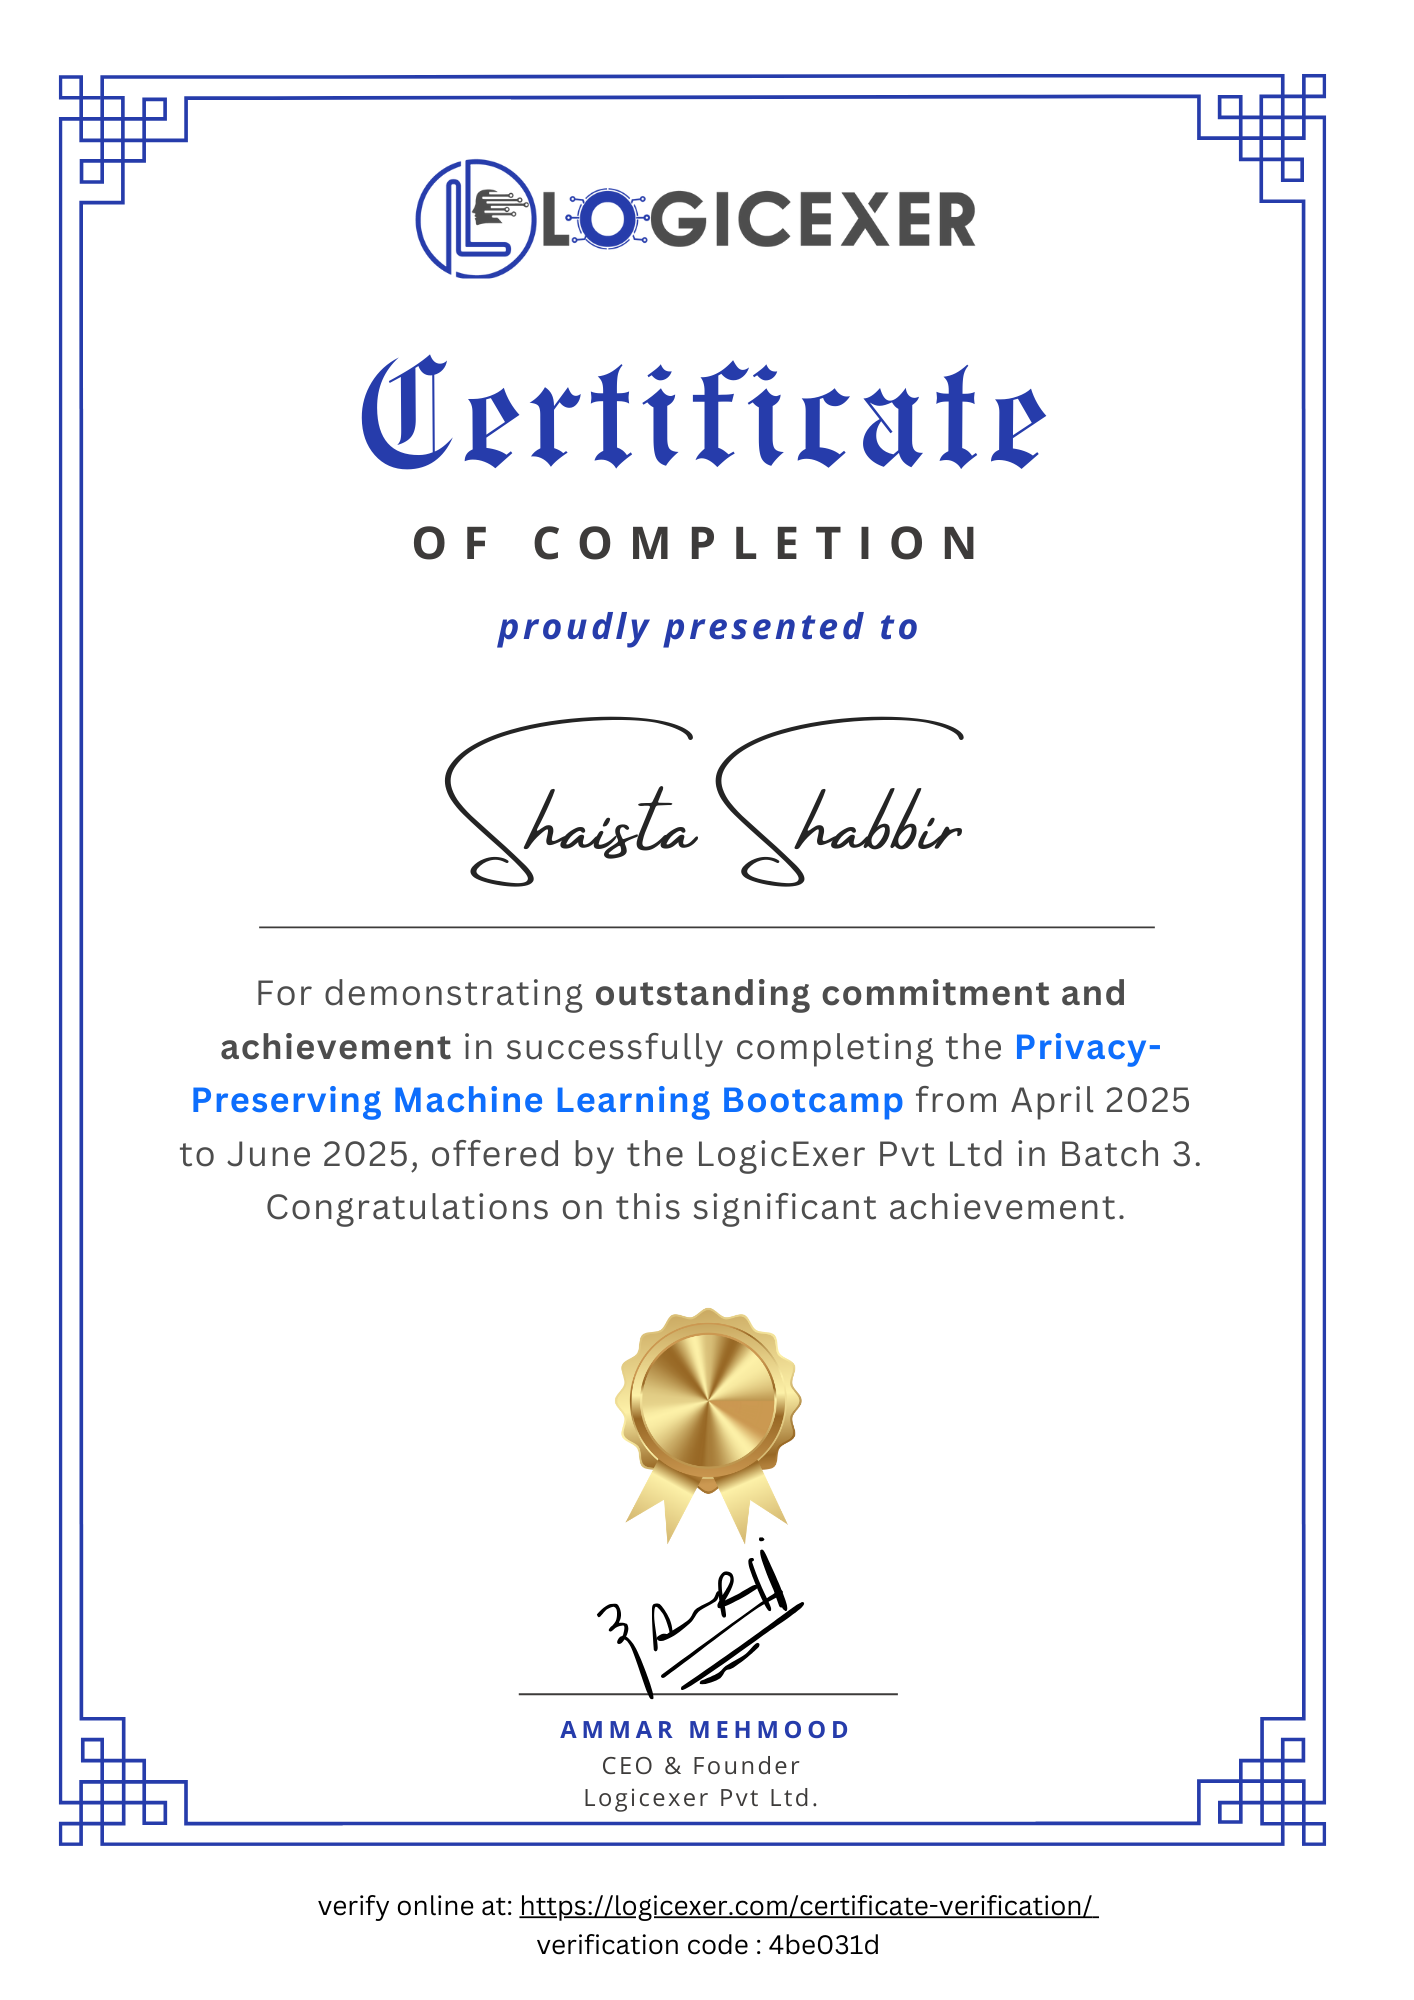 LOGICEXER
Certificate
OF COMPLETION
proudly presented to
Shaista Shabbir
For demonstrating outstanding commitment and
achievement in successfully completing the Privacy-
Preserving Machine Learning Bootcamp from April 2025
to June 2025, offered by the LogicExer Pvt Ltd in Batch 3.
Congratulations on this significant achievement.
AMMAR MEHMOOD
CEO & Founder
Logicexer Pvt Ltd.
verify online at: https://logicexer.com/certificate-verification/
verification code : 4be031d